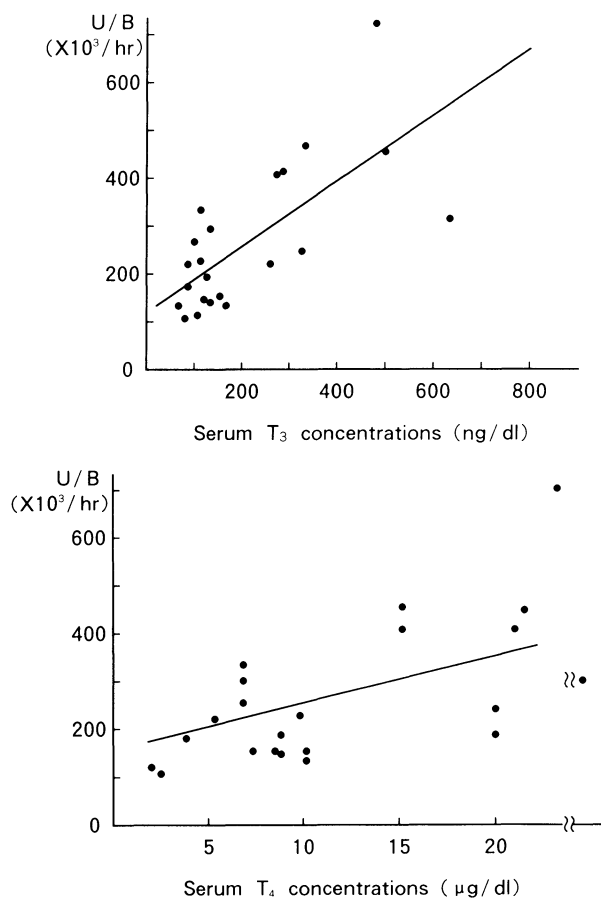 U/B
(X10³/hr)
600
400
200
0
200 400 600 800
Serum T₃ concentrations (ng/dl)
U/B
(X10³/hr)
600
400
200
0
5 10 15 20
Serum T₄ concentrations (μg/dl)